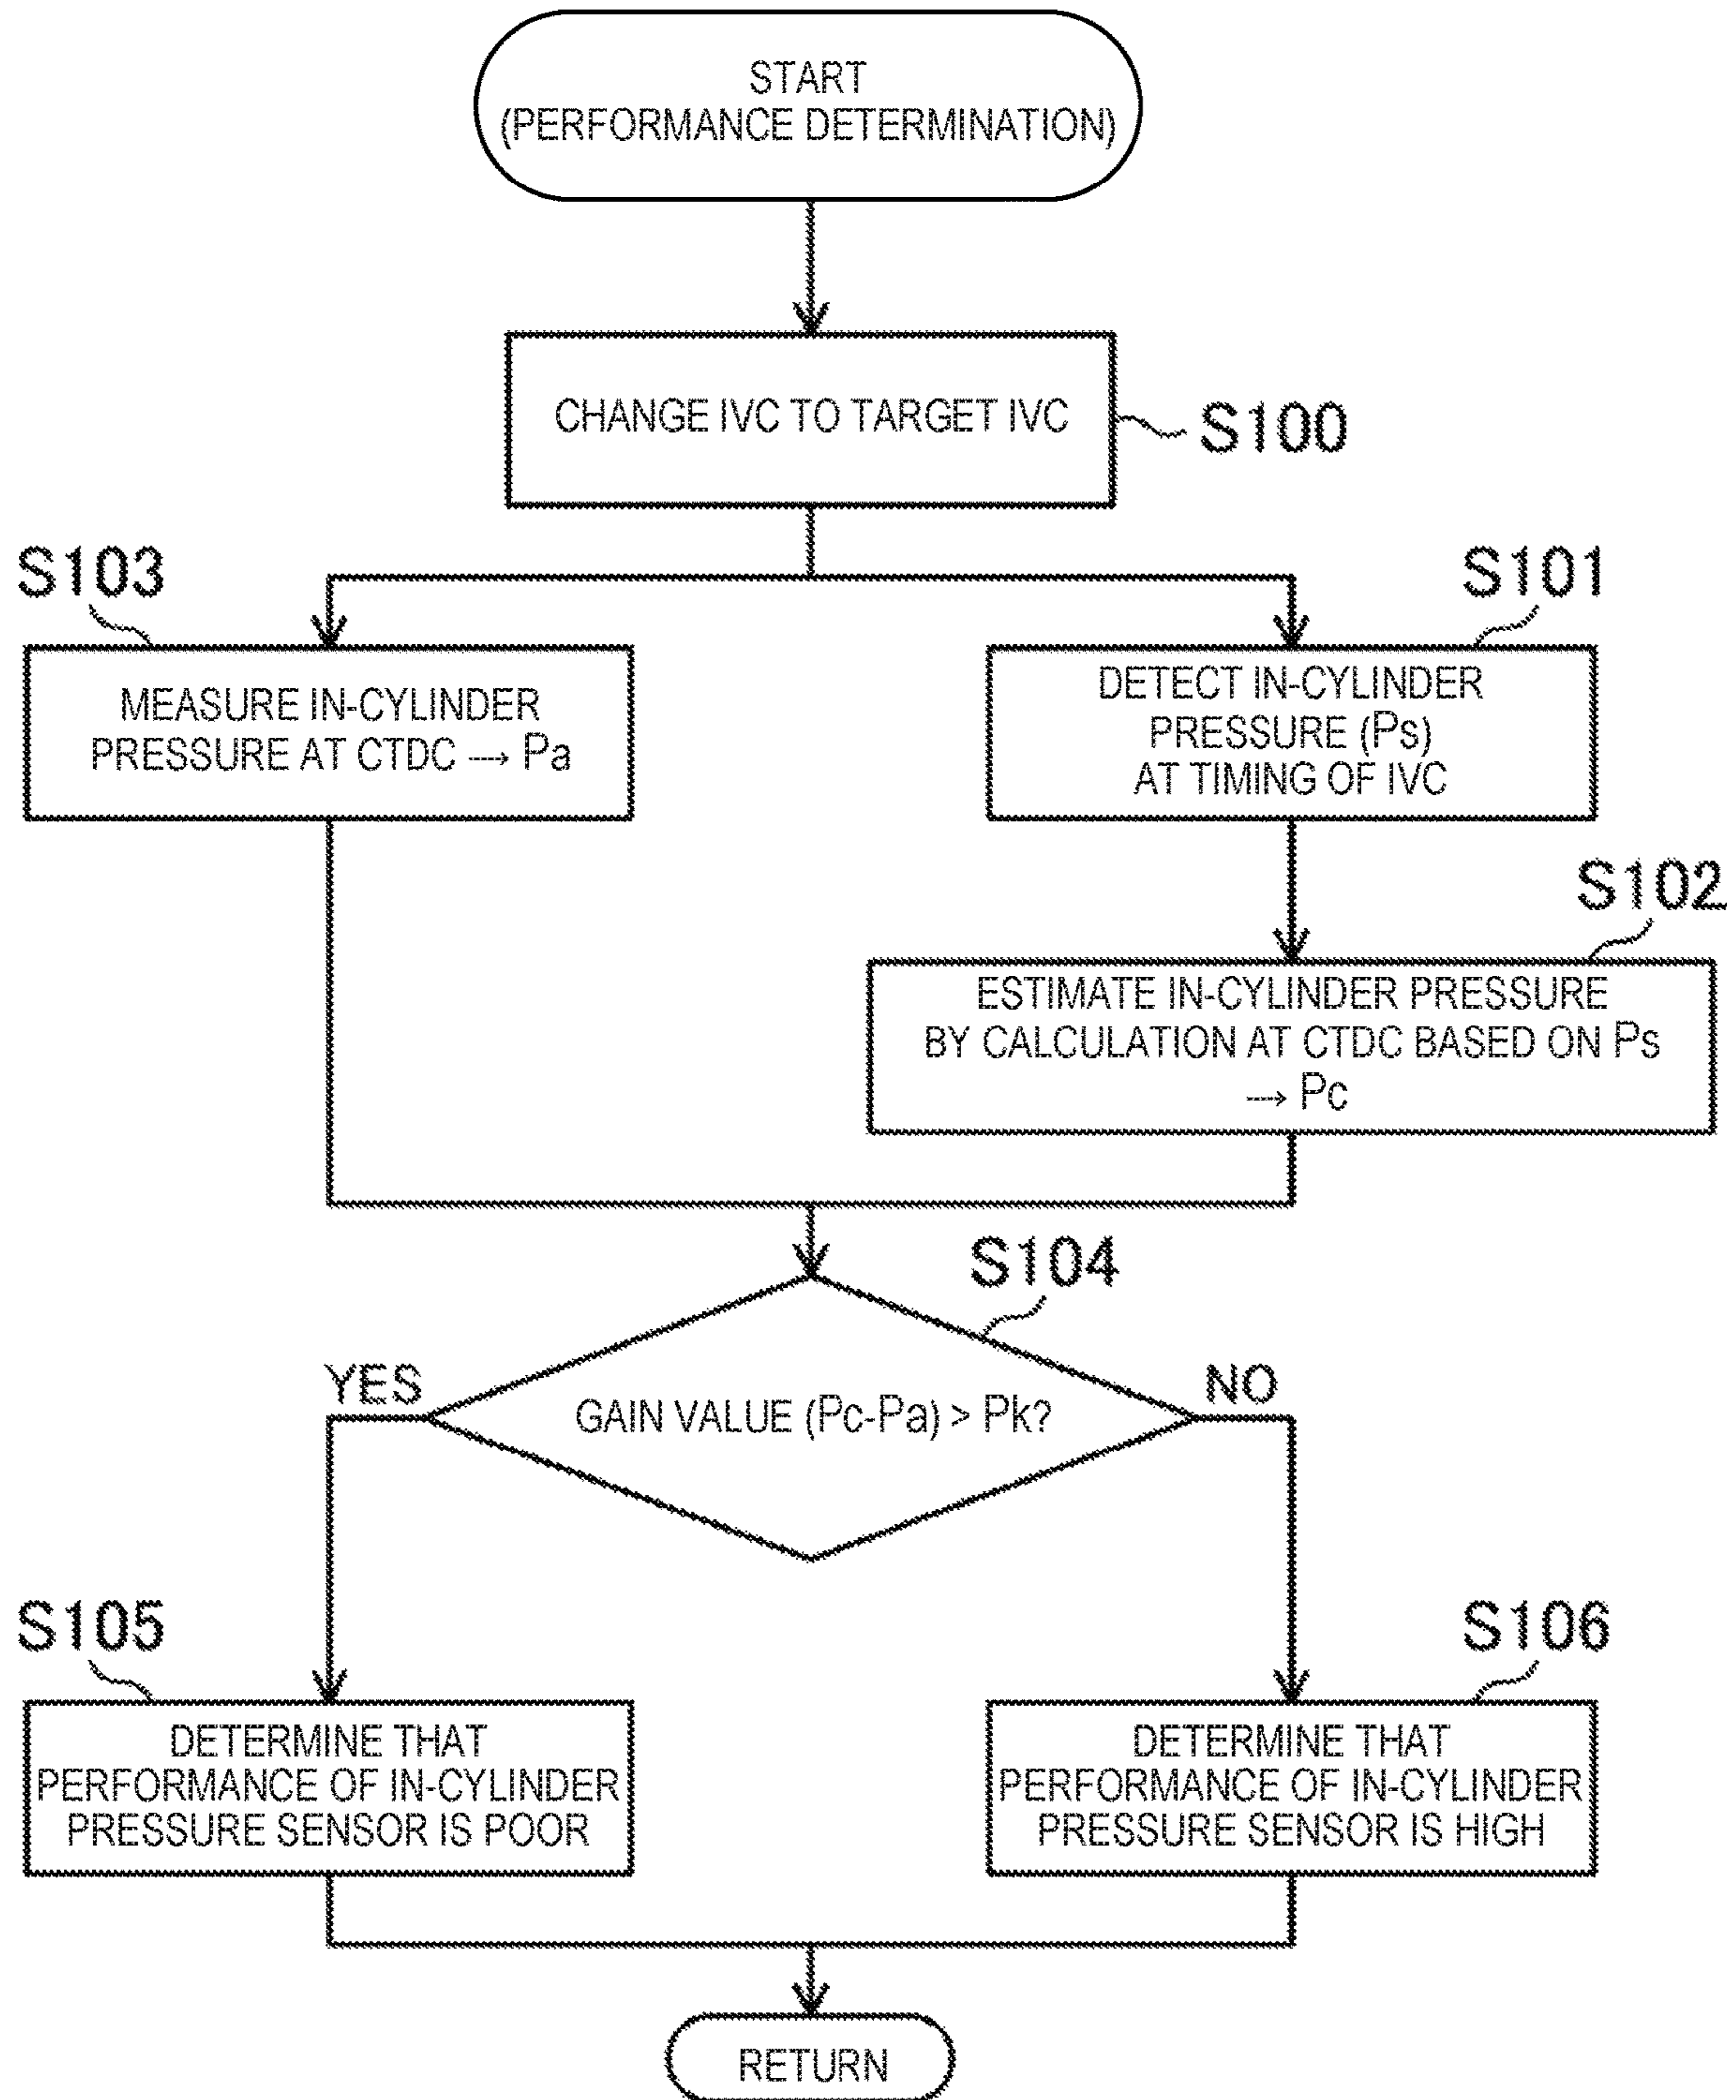 START
(PERFORMANCE DETERMINATION)
CHANGE IVC TO TARGET IVC
S100
S103
MEASURE IN-CYLINDER
PRESSURE AT CTDC → Pa
S101
DETECT IN-CYLINDER
PRESSURE (Ps)
AT TIMING OF IVC
S102
ESTIMATE IN-CYLINDER PRESSURE
BY CALCULATION AT CTDC BASED ON Ps
→ Pc
S104
GAIN VALUE (Pc-Pa) > Pk?
YES
NO
S105
DETERMINE THAT
PERFORMANCE OF IN-CYLINDER
PRESSURE SENSOR IS POOR
S106
DETERMINE THAT
PERFORMANCE OF IN-CYLINDER
PRESSURE SENSOR IS HIGH
RETURN